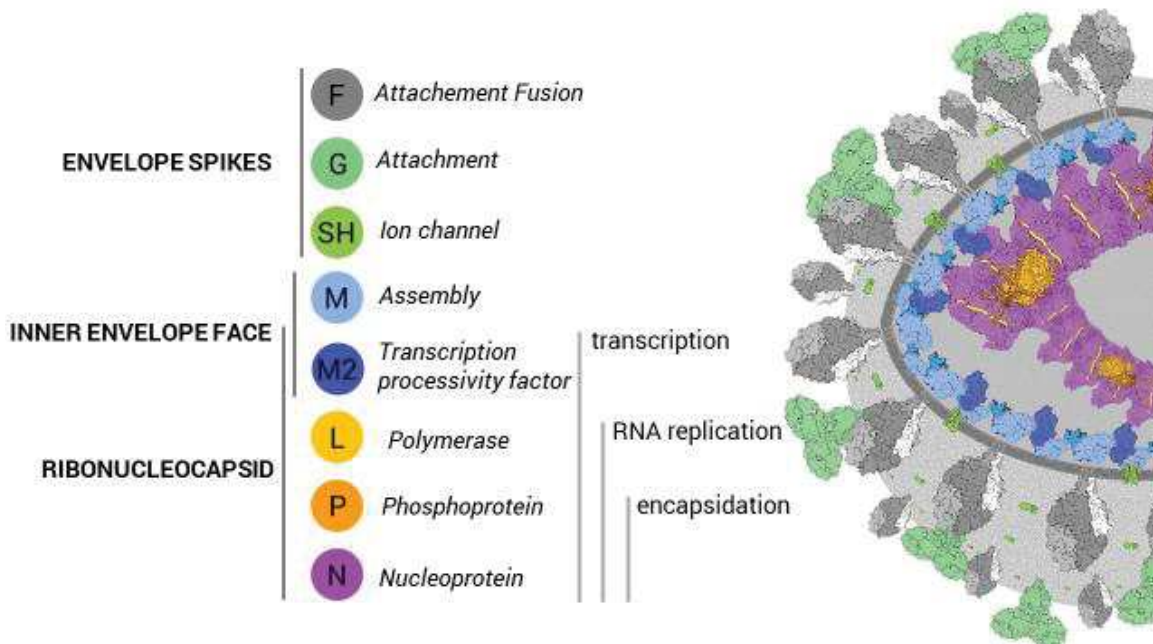 F Attachement Fusion
ENVELOPE SPIKES
G Attachment
SH Ion channel
M Assembly
INNER ENVELOPE FACE
M2 Transcription
processivity factor
transcription
L Polymerase
RNA replication
RIBONUCLEOCAPSID
P Phosphoprotein
encapsidation
N Nucleoprotein